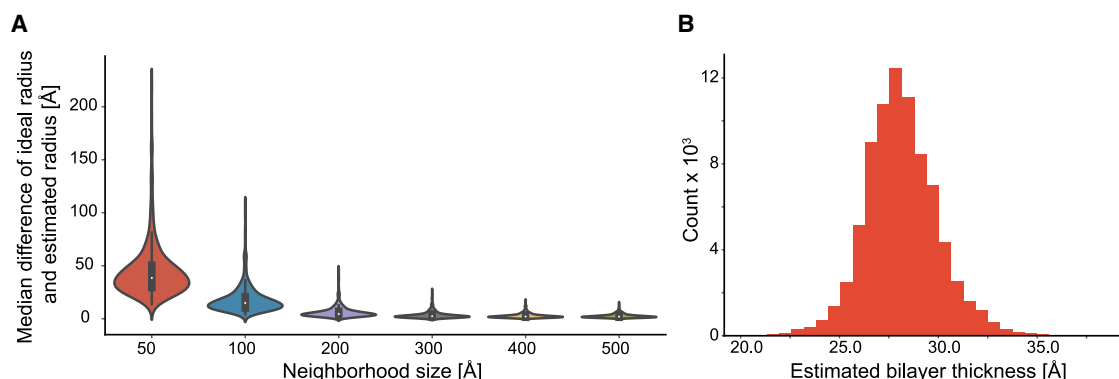 A
Median difference of ideal radius
and estimated radius [Å]
200
150
100
50
0
50 100 200 300 400 500
Neighborhood size [Å]
B
Count x 10³
12
8
4
0
20.0 25.0 30.0 35.0
Estimated bilayer thickness [Å]